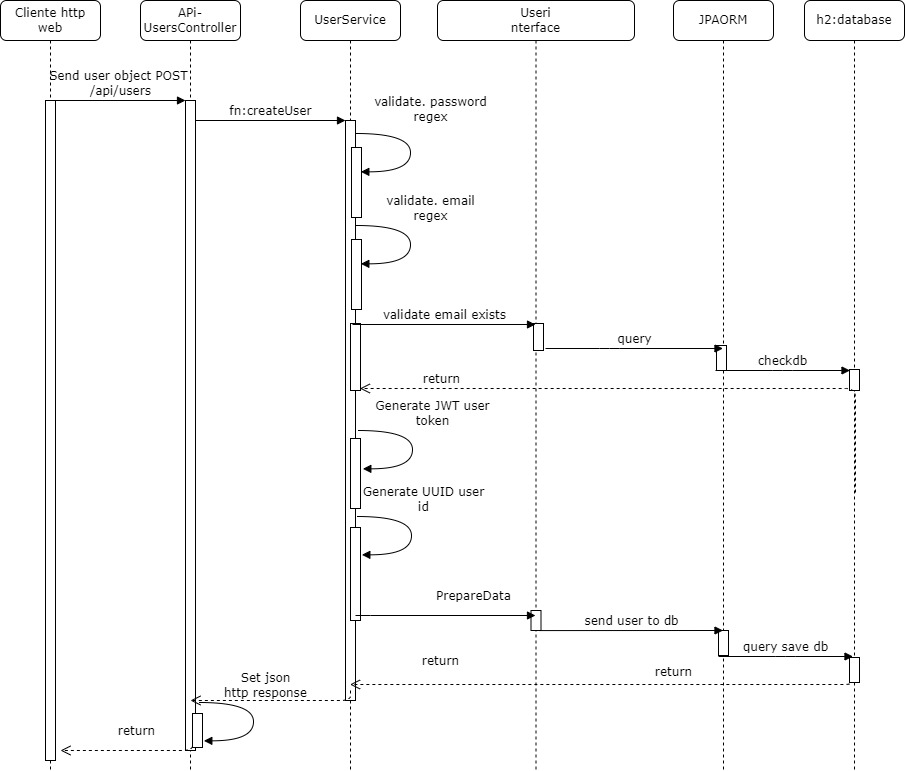 Cliente http
web
APi-
UsersController
UserService
Useri
nterface
JPAORM
h2:database
Send user object POST
/api/users
fn:createUser
validate. password
regex
validate. email
regex
validate email exists
query
checkdb
return
Generate JWT user
token
Generate UUID user
id
PrepareData
send user to db
query save db
return
return
Set json
http response
return